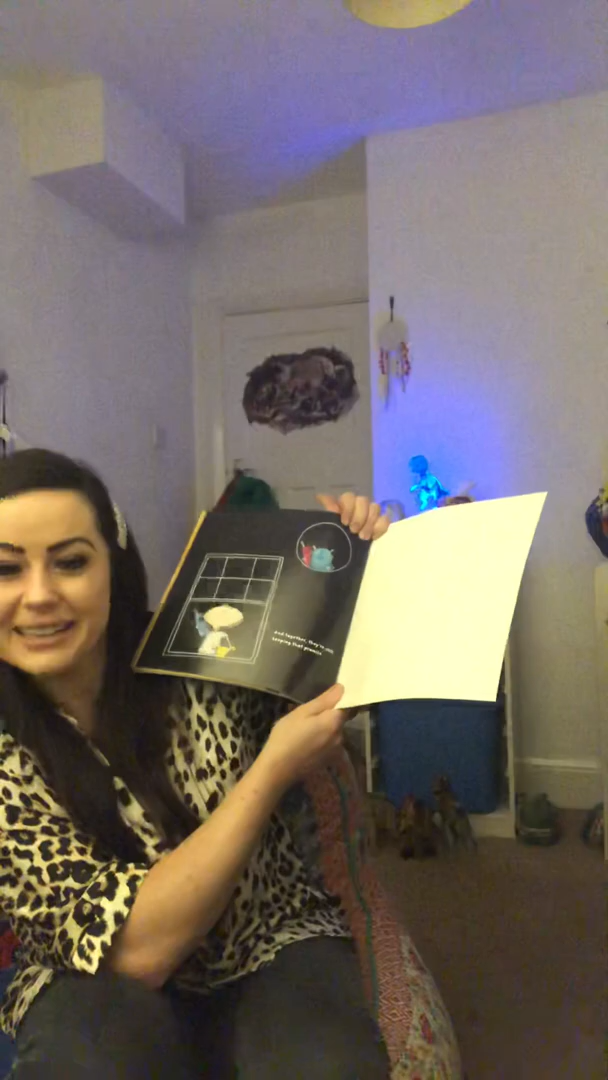 And together, they're still
keeping that promise